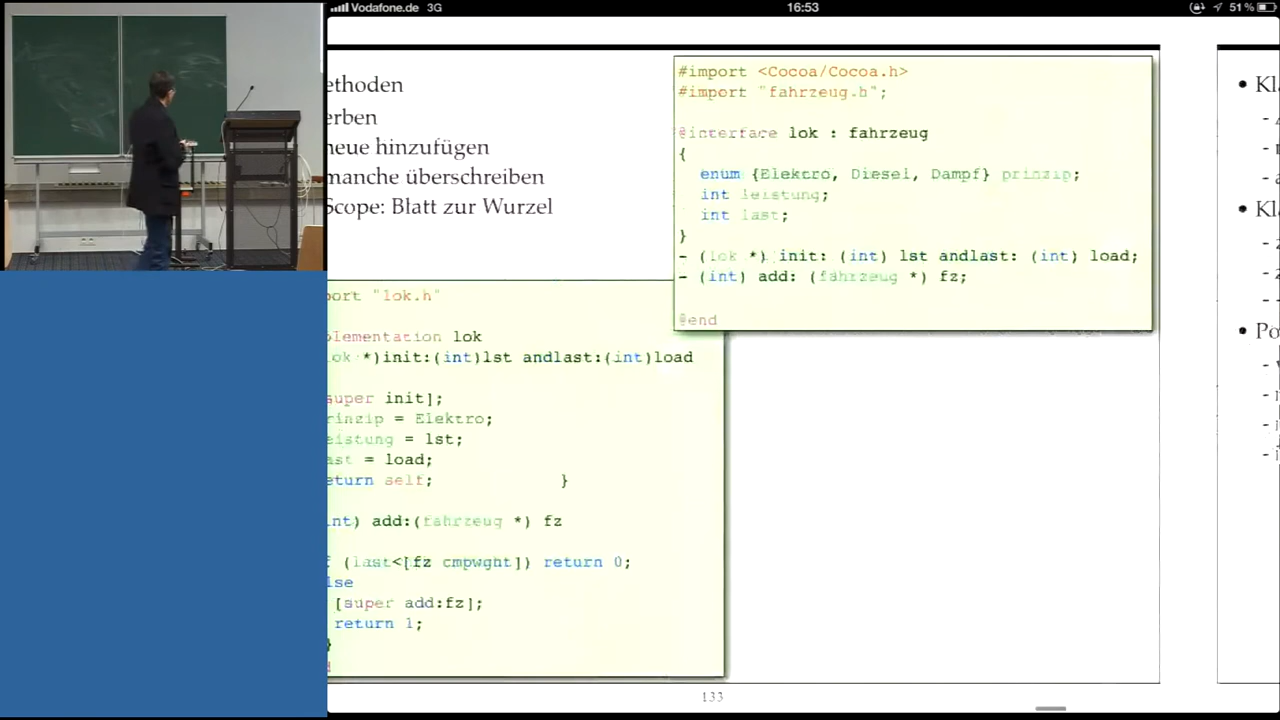 Vodafone.de 3G
16:53
51 %
ethoden
erben
neue hinzufügen
manche überschreiben
Scope: Blatt zur Wurzel
#import <Cocoa/Cocoa.h>
#import "fahrzeug.h";
@interface lok : fahrzeug
{
enum {Elektro, Diesel, Dampf} prinzip;
int leistung;
int last;
}
- (lok *) init: (int) lst andlast: (int) load;
- (int) add: (fahrzeug *) fz;
@end
port "lok.h"
plementation lok
lok *)init:(int)lst andlast:(int)load
super init];
rinzip = Elektro;
eistung = lst;
ast = load;
eturn self; }
int) add:(fahrzeug *) fz
f (last<[fz cmpwght]) return 0;
lse
[super add:fz];
return 1;
}
133
• Kl
• Kl
• Po